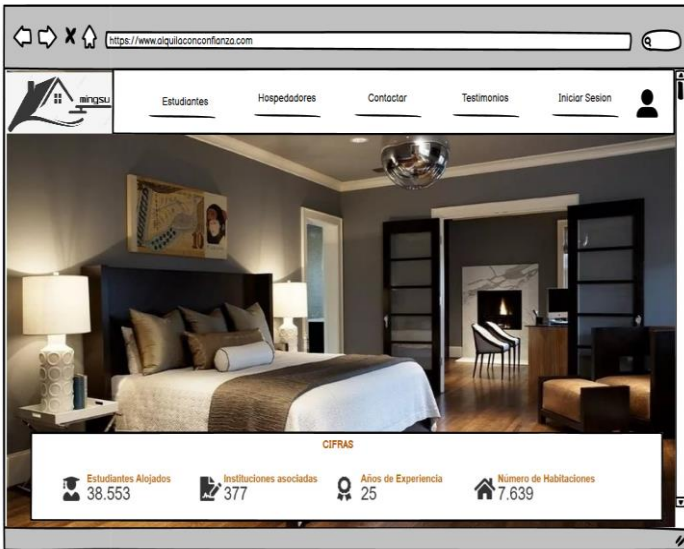 https://www.alquilaconconfianza.com
mingsu
Estudiantes
Hospedadores
Contactar
Testimonios
Iniciar Sesion
10
CIFRAS
Estudiantes Alojados
38.553
Instituciones asociadas
377
Años de Experiencia
25
Número de Habitaciones
7.639